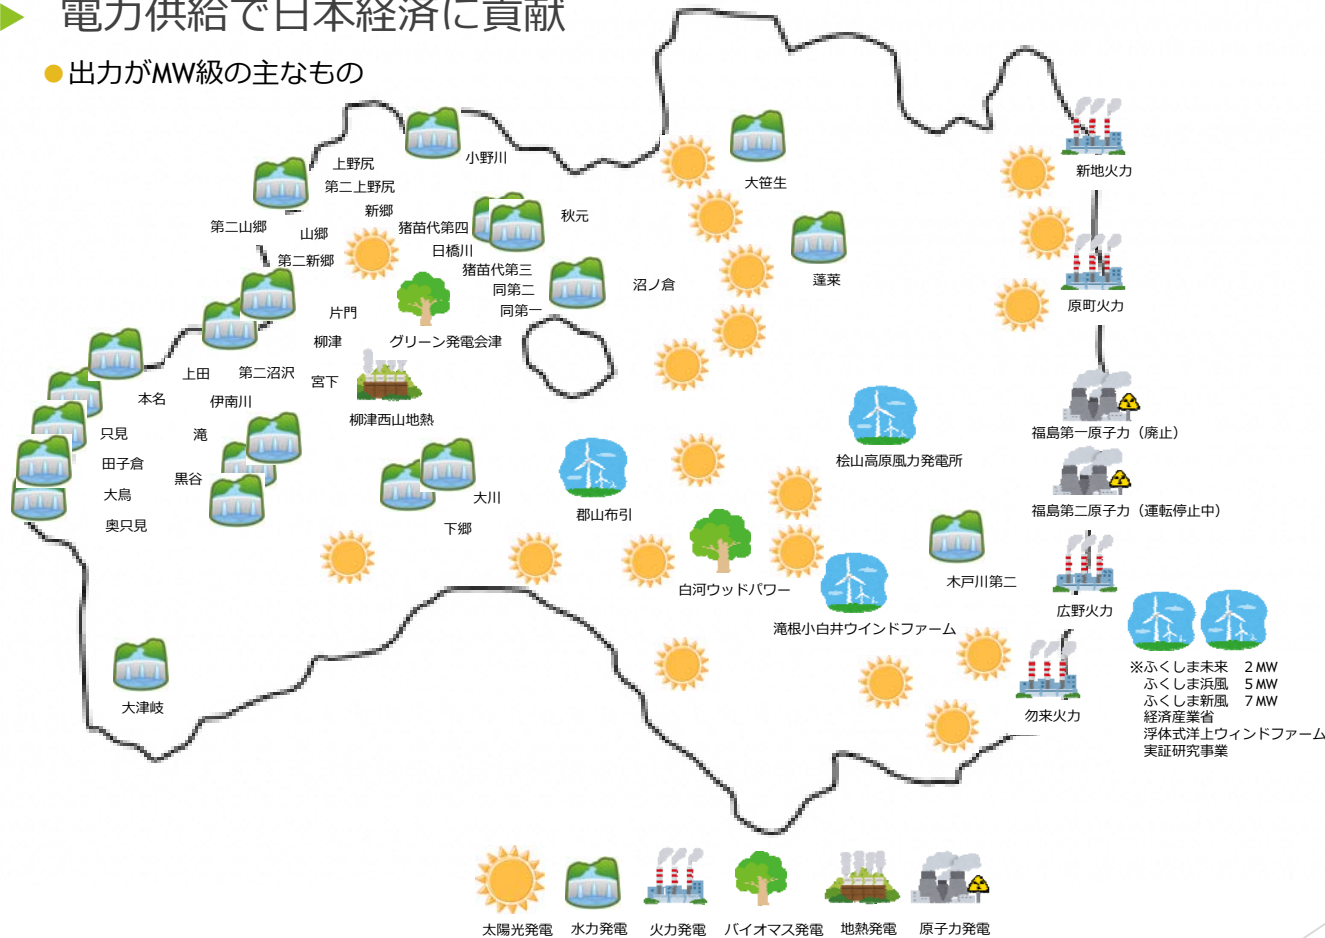 電力供給で日本経済に貢献
出力がMW級の主なもの
小野川
上野尻
第二上野尻
新郷
第二山郷
山郷
第二新郷
猪苗代第四
秋元
日橋川
猪苗代第三
同第二
同第一
沼ノ倉
大笹生
蓬莱
新地火力
原町火力
片門
柳津
グリーン発電会津
上田
第二沼沢
宮下
柳津西山地熱
本名
伊南川
只見
滝
田子倉
黒谷
大鳥
奥只見
大川
下郷
郡山布引
桧山高原風力発電所
福島第一原子力（廃止）
福島第二原子力（運転停止中）
白河ウッドパワー
木戸川第二
広野火力
滝根小白井ウインドファーム
大津岐
勿来火力
※ふくしま未来　2MW
ふくしま浜風　5MW
ふくしま新風　7MW
経済産業省
浮体式洋上ウィンドファーム
実証研究事業
太陽光発電
水力発電
火力発電
バイオマス発電
地熱発電
原子力発電